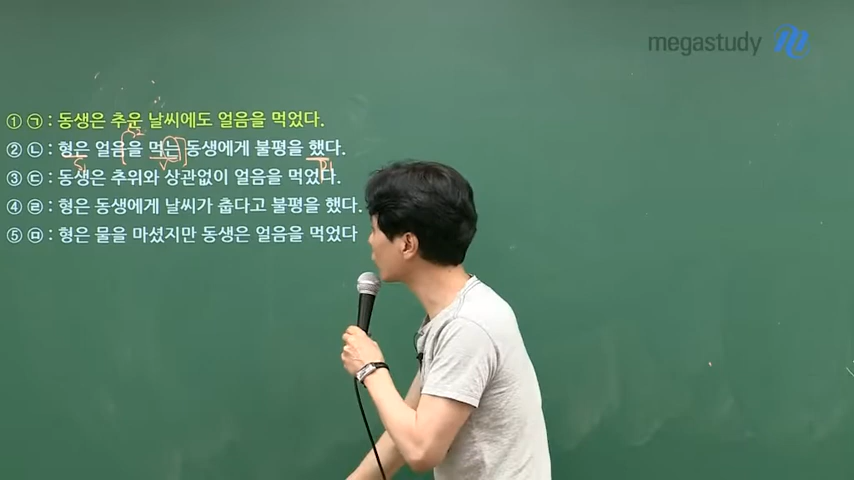 megastudy
① ㉠ : 동생은 추운 날씨에도 얼음을 먹었다.
② ㉡ : 형은 얼음을 먹는 동생에게 불평을 했다.
③ ㉢ : 동생은 추위와 상관없이 얼음을 먹었다.
④ ㉣ : 형은 동생에게 날씨가 춥다고 불평을 했다.
⑤ ㉤ : 형은 물을 마셨지만 동생은 얼음을 먹었다